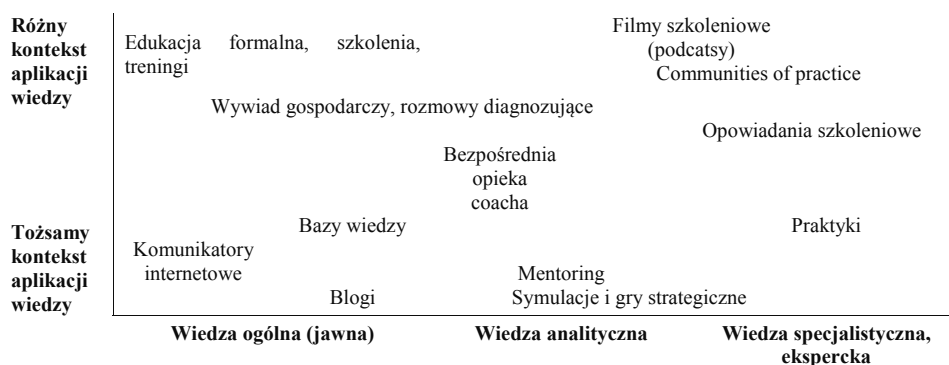 Różny
kontekst
aplikacji
wiedzy
Edukacja formalna, szkolenia,
treningi
Filmy szkoleniowe
(podcatsy)
Communities of practice
Wywiad gospodarczy, rozmowy diagnozujące
Opowiadania szkoleniowe
Bezpośrednia
opieka
coacha
Tożsamy
kontekst
aplikacji
wiedzy
Bazy wiedzy
Praktyki
Komunikatory
internetowe
Mentoring
Blogi
Symulacje i gry strategiczne
Wiedza ogólna (jawna)
Wiedza analityczna
Wiedza specjalistyczna,
ekspercka